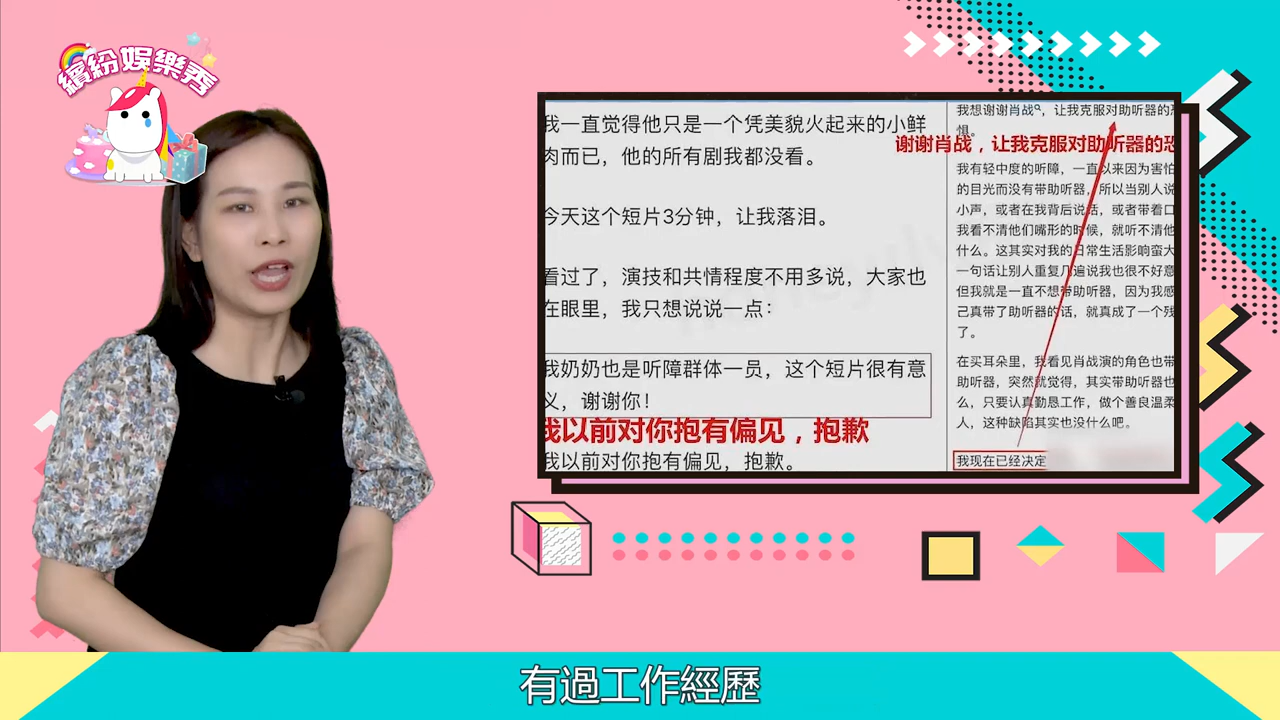 繽紛娛樂秀
我一直觉得他只是一个凭美貌火起来的小鲜
肉而已，他的所有剧我都没看。
今天这个短片3分钟，让我落泪。
看过了，演技和共情程度不用多说，大家也
在眼里，我只想说说一点：
我奶奶也是听障群体一员，这个短片很有意
义，谢谢你！
我以前对你抱有偏见，抱歉
我以前对你抱有偏见，抱歉。
我想谢谢肖战，让我克服对助听器的恐
惧。
谢谢肖战，让我克服对助听器的恐
我有轻中度的听障，一直以来因为害怕
的目光而没有带助听器，所以当别人说
小声，或者在我背后说话，或者带着口
我看不清他们嘴形的时候，就听不清他
什么。这其实对我的日常生活影响蛮大
一句话让别人重复几遍说我也很不好意
但我就是一直不想带助听器，因为我感
己真带了助听器的话，就真成了一个残
了。
在买耳朵里，我看见肖战演的角色也带
助听器，突然就觉得，其实带助听器也
么，只要认真勤恳工作，做个善良温柔
人，这种缺陷其实也没什么吧。
我现在已经决定
有過工作經歷